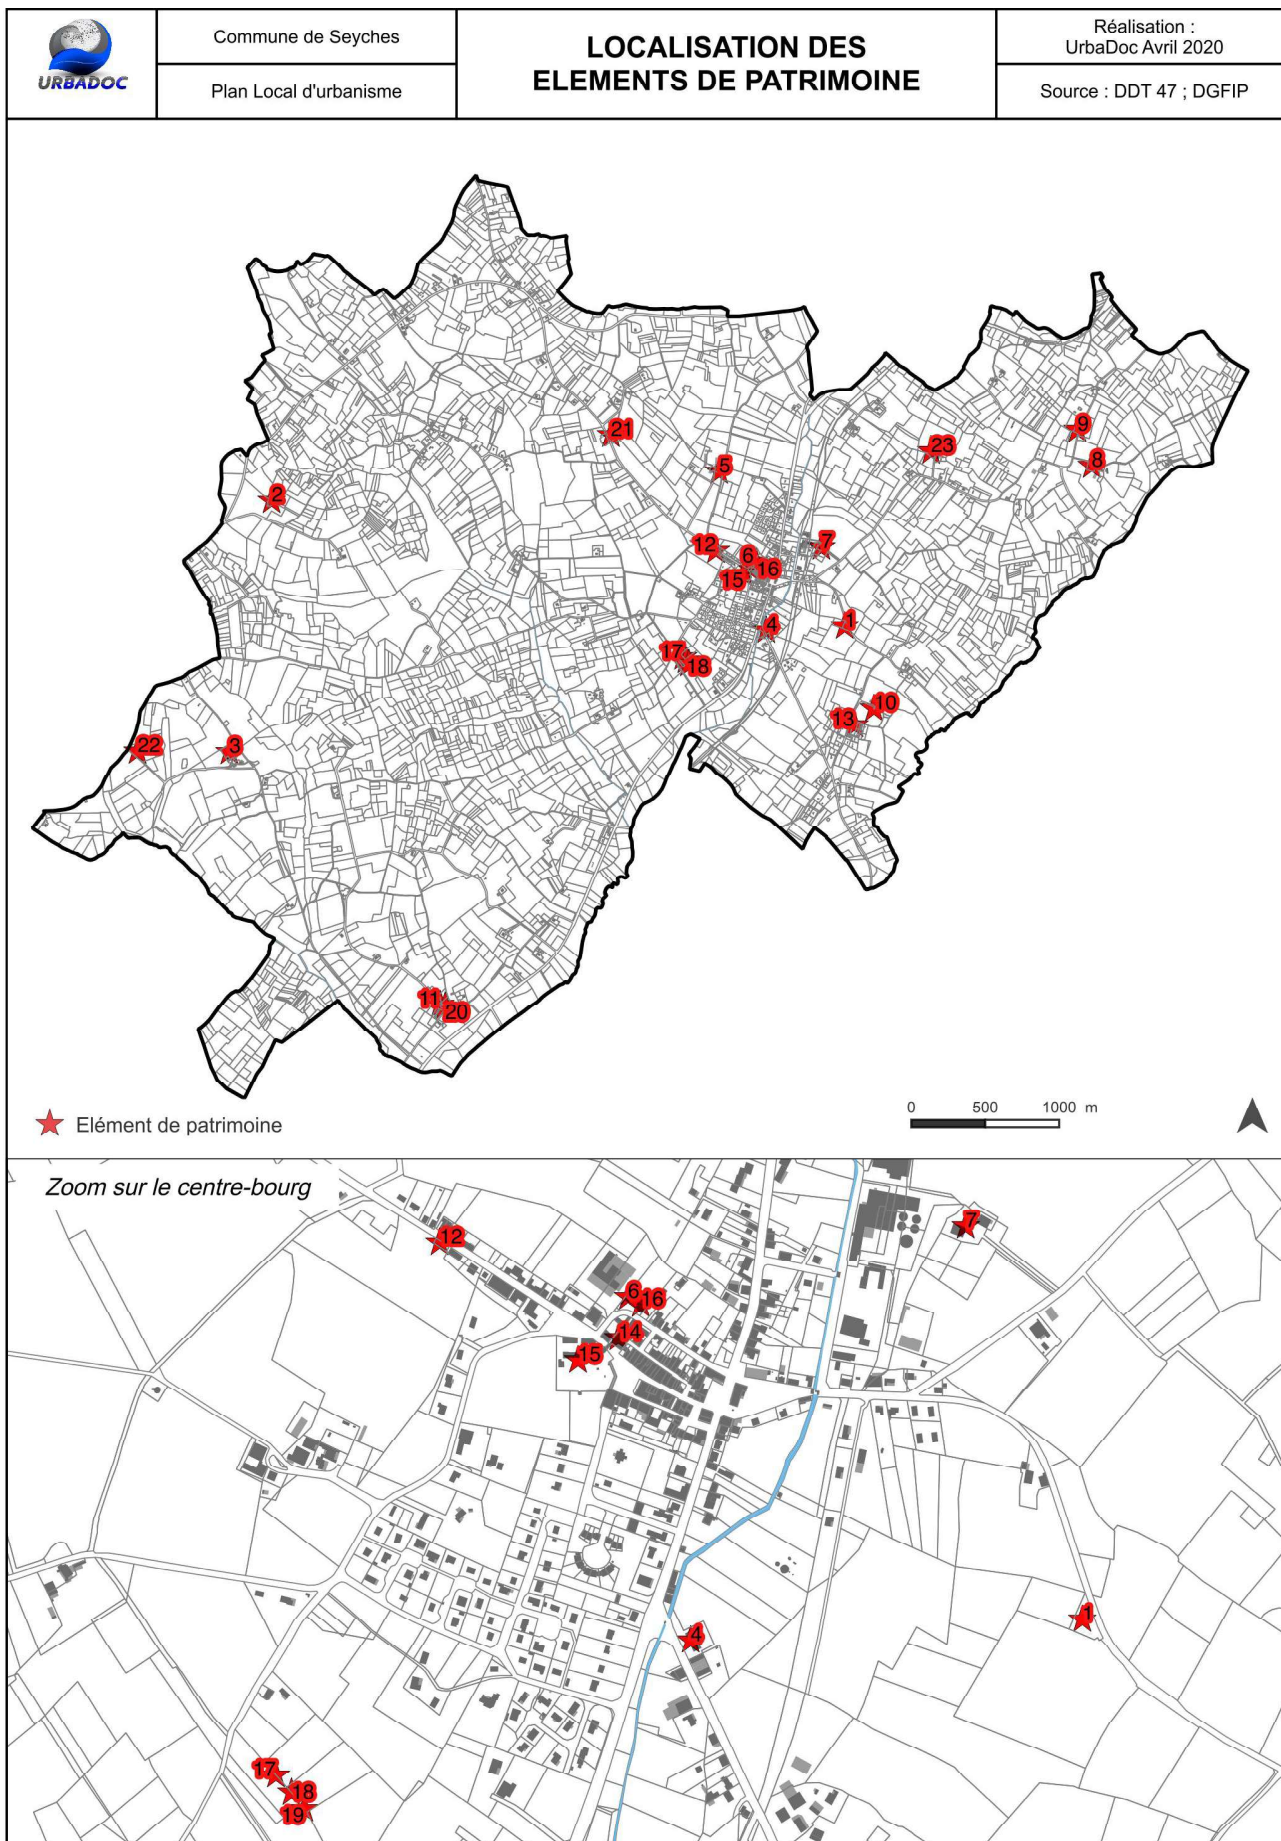 URBADOC
Commune de Seyches
Plan Local d'urbanisme
LOCALISATION DES
ELEMENTS DE PATRIMOINE
Réalisation :
UrbaDoc Avril 2020
Source : DDT 47 ; DGFIP
21
9
23
8
5
2
12
6
7
16
15
1
4
17
18
10
13
22
3
11
20
Elément de patrimoine
0 500 1000 m
Zoom sur le centre-bourg
7
12
6
16
14
15
1
4
17
18
19